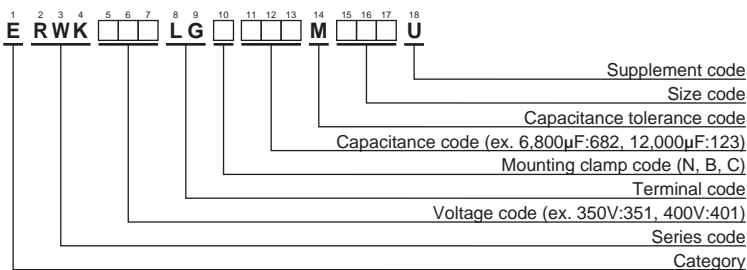 1 2 3 4 5 6 7 8 9 10 11 12 13 14 15 16 17 18
E RWK □□□ LG □ □□□ M □□□ U
Supplement code
Size code
Capacitance tolerance code
Capacitance code (ex. 6,800µF:682, 12,000µF:123)
Mounting clamp code (N, B, C)
Terminal code
Voltage code (ex. 350V:351, 400V:401)
Series code
Category